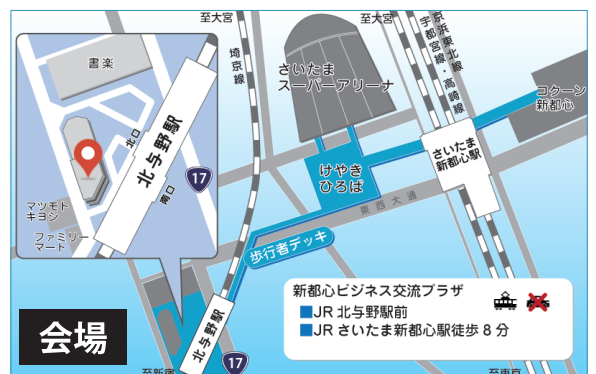 至大宮
至大宮
埼京線
京浜東北線
宇都宮線・高崎線
書楽
さいたま
スーパーアリーナ
コクーン
新都心
北口
北与野駅
南口
17
けやき
ひろば
さいたま
新都心駅
マツモト
キヨシ
ファミリー
マート
東西大通
歩行者デッキ
新都心ビジネス交流プラザ
■JR 北与野駅前
■JR さいたま新都心駅徒歩 8 分
会場
北与野駅
17
至新宿
至東京